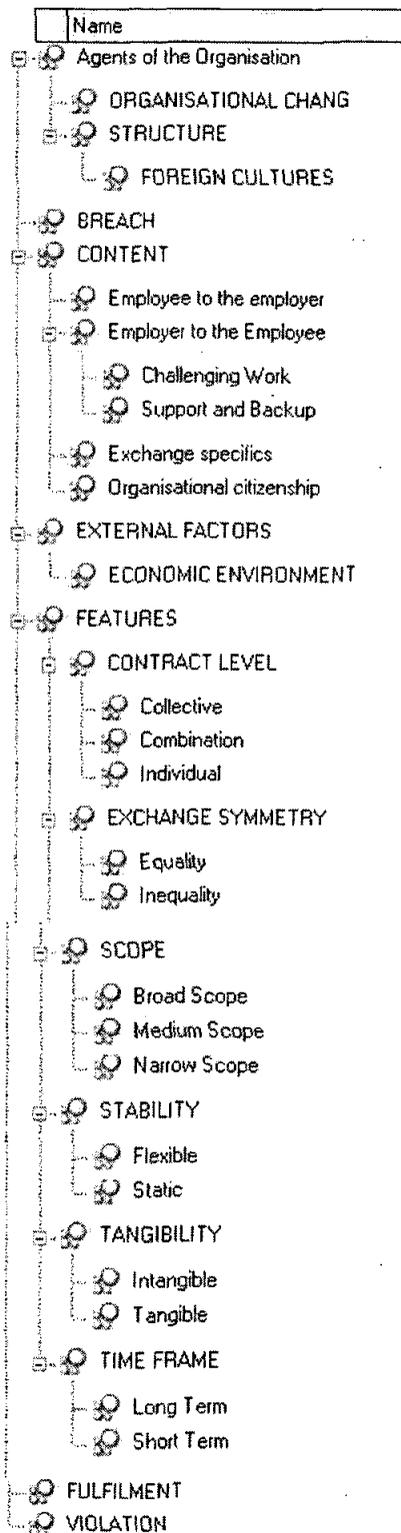 Name
Agents of the Organisation
ORGANISATIONAL CHANG
STRUCTURE
FOREIGN CULTURES
BREACH
CONTENT
Employee to the employer
Employer to the Employee
Challenging Work
Support and Backup
Exchange specifics
Organisational citizenship
EXTERNAL FACTORS
ECONOMIC ENVIRONMENT
FEATURES
CONTRACT LEVEL
Collective
Combination
Individual
EXCHANGE SYMMETRY
Equality
Inequality
SCOPE
Broad Scope
Medium Scope
Narrow Scope
STABILITY
Flexible
Static
TANGIBILITY
Intangible
Tangible
TIME FRAME
Long Term
Short Term
FULFILMENT
VIOLATION